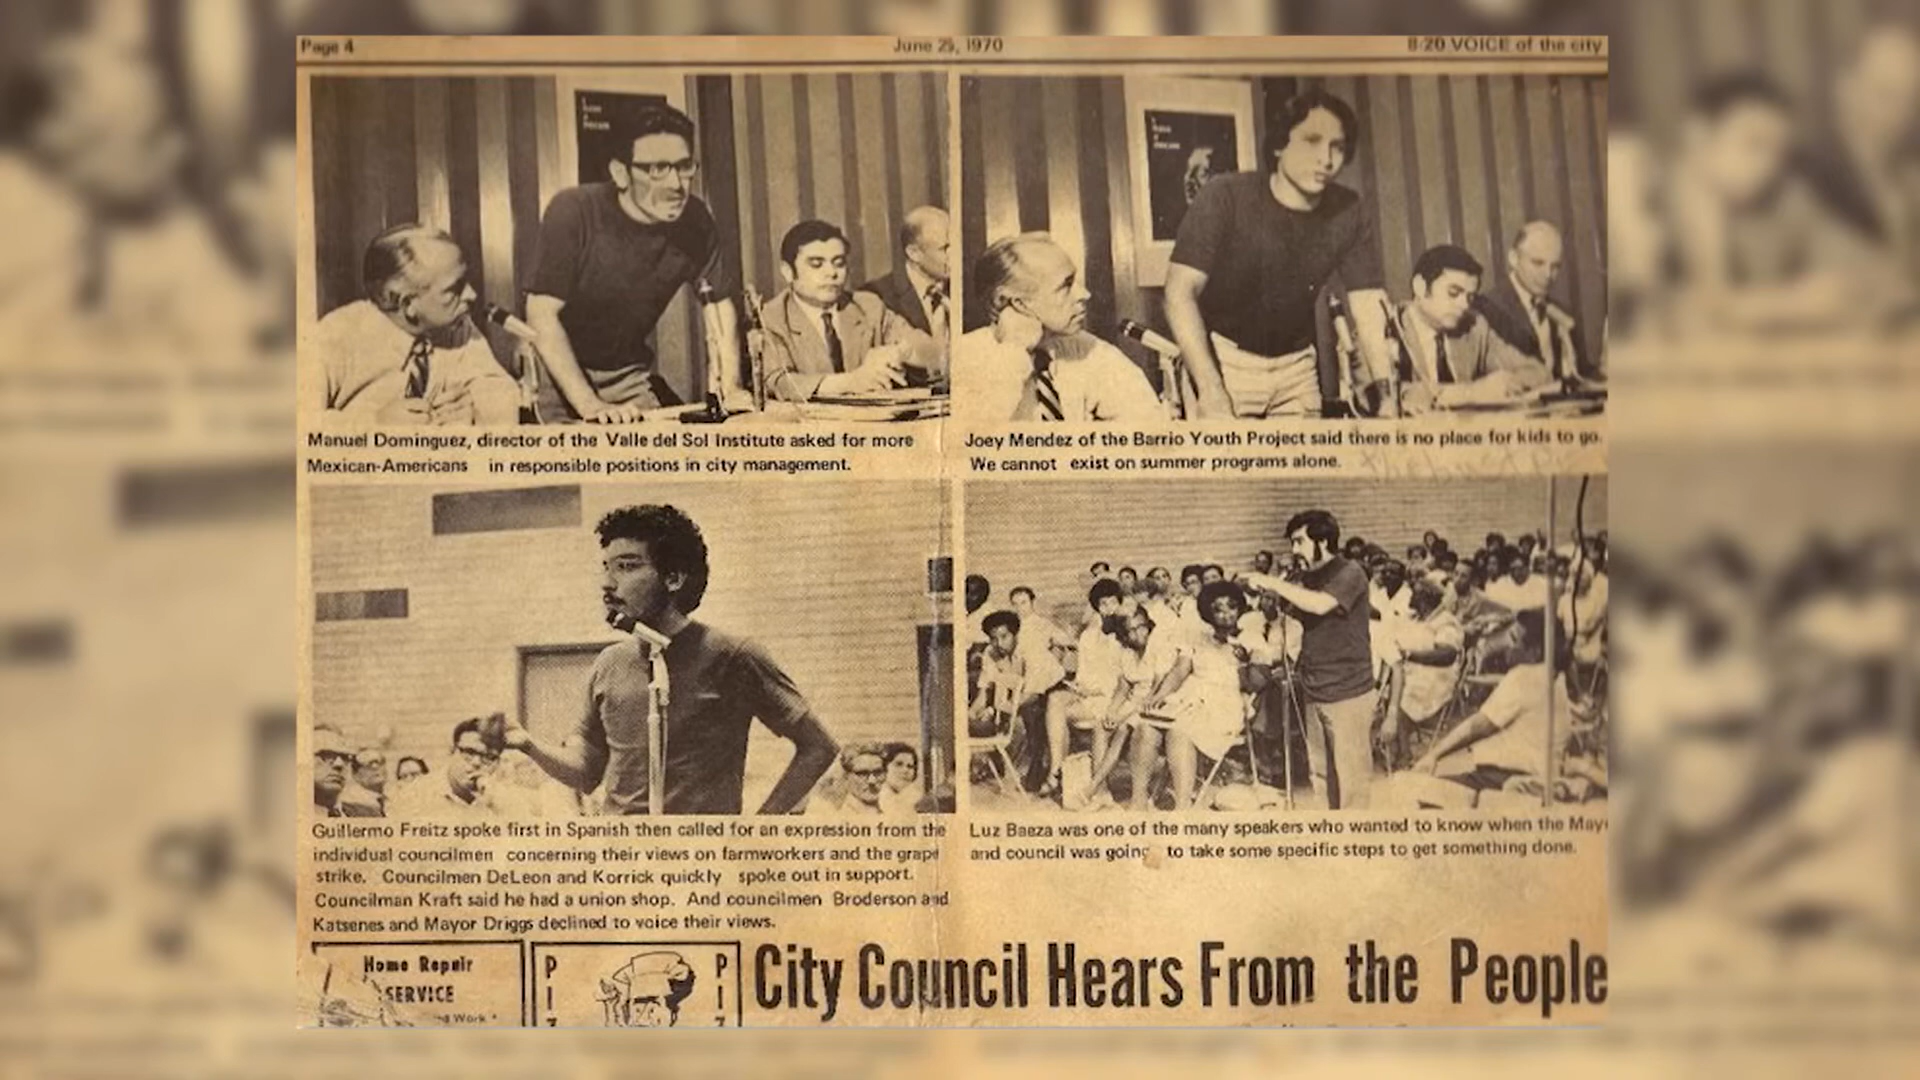 Page 4
June 25, 1970
8:20 VOICE of the city
Manuel Dominguez, director of the Valle del Sol Institute asked for more
Mexican-Americans in responsible positions in city management.
Joey Mendez of the Barrio Youth Project said there is no place for kids to go.
We cannot exist on summer programs alone.
Guillermo Freitz spoke first in Spanish then called for an expression from the
individual councilmen concerning their views on farmworkers and the grape
strike. Councilmen DeLeon and Korrick quickly spoke out in support.
Councilman Kraft said he had a union shop. And councilmen Broderson and
Katsenes and Mayor Driggs declined to voice their views.
Luz Baeza was one of the many speakers who wanted to know when the May
and council was going to take some specific steps to get something done.
Home Repair
SERVICE
Work
P
I
P
I
City Council Hears From the People